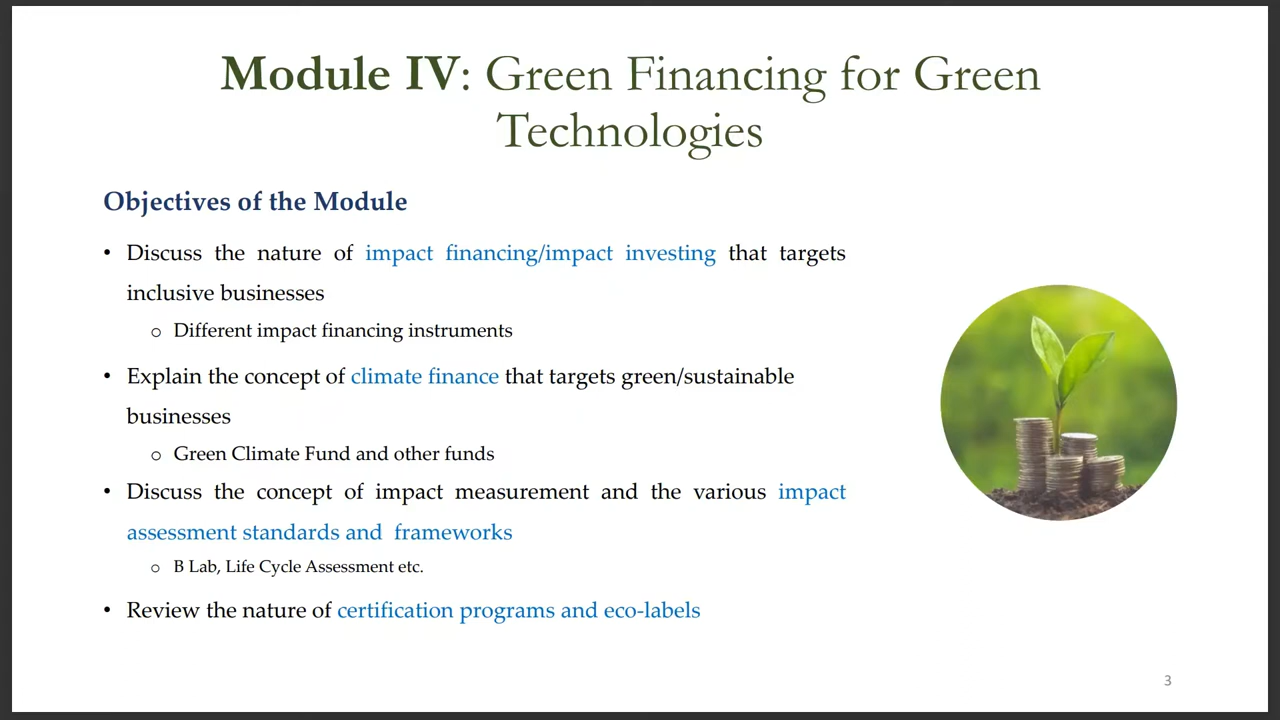 Module IV: Green Financing for Green
Technologies
Objectives of the Module
• Discuss the nature of impact financing/impact investing that targets
inclusive businesses
o Different impact financing instruments
• Explain the concept of climate finance that targets green/sustainable
businesses
o Green Climate Fund and other funds
• Discuss the concept of impact measurement and the various impact
assessment standards and frameworks
o B Lab, Life Cycle Assessment etc.
• Review the nature of certification programs and eco-labels
3